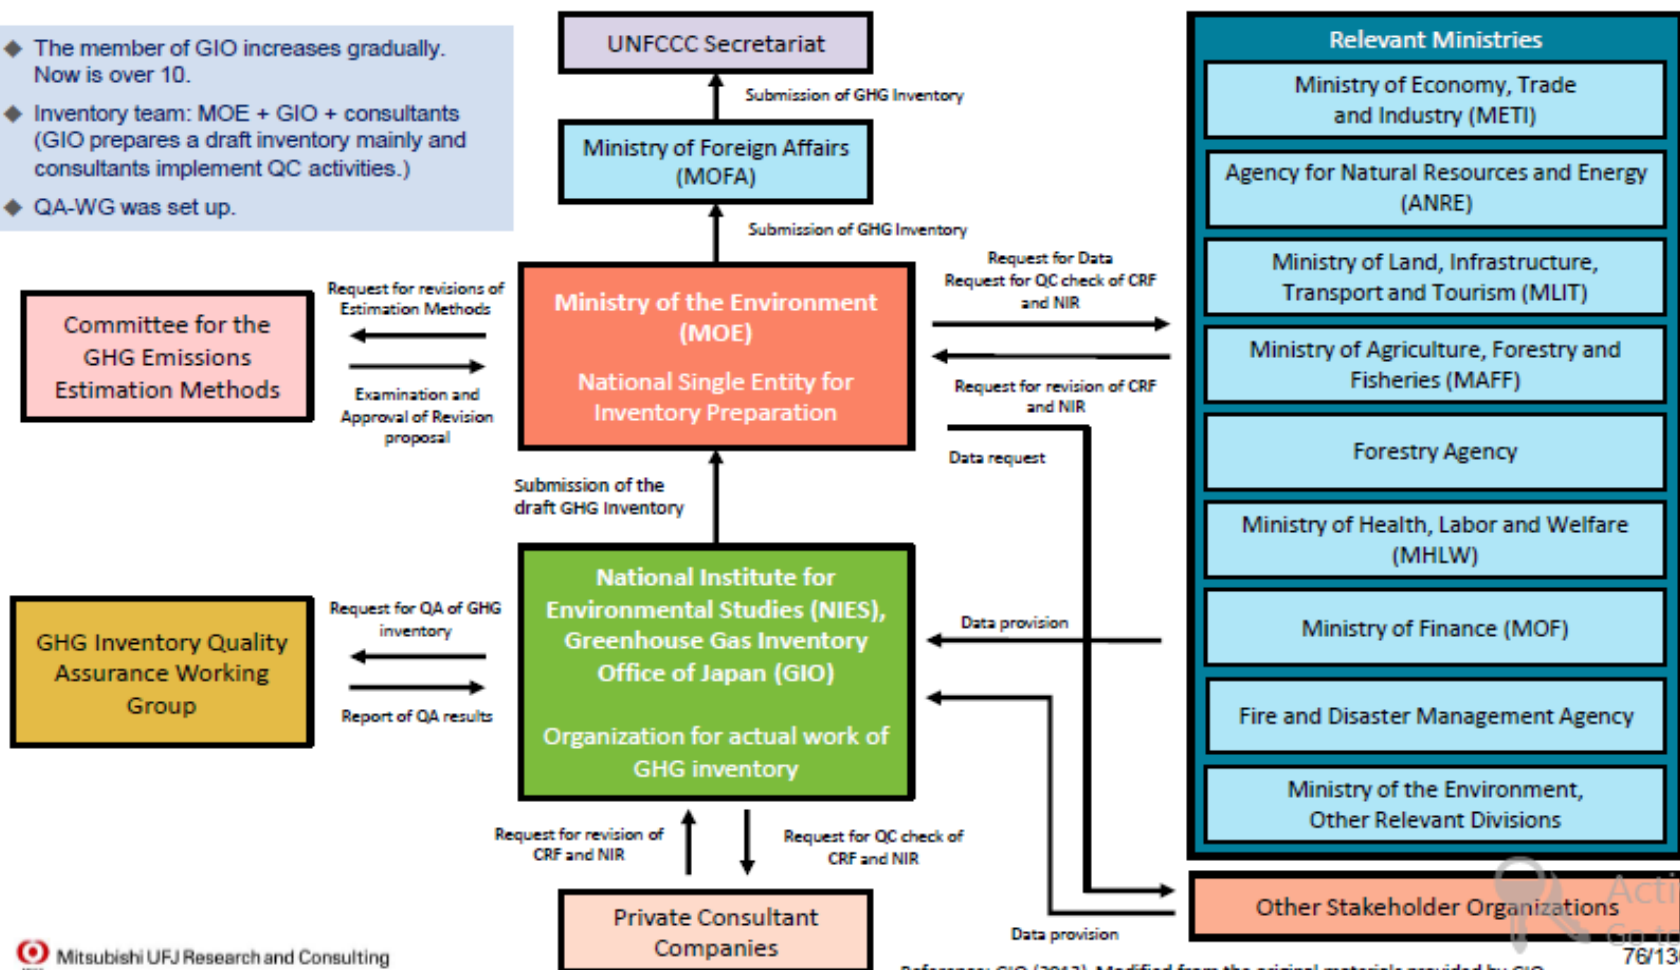 ◆ The member of GIO increases gradually.
Now is over 10.
◆ Inventory team: MOE + GIO + consultants
(GIO prepares a draft inventory mainly and
consultants implement QC activities.)
◆ QA-WG was set up.
UNFCCC Secretariat
Submission of GHG Inventory
Ministry of Foreign Affairs
(MOFA)
Submission of GHG Inventory
Committee for the
GHG Emissions
Estimation Methods
Request for revisions of
Estimation Methods
Examination and
Approval of Revision
proposal
Ministry of the Environment
(MOE)
National Single Entity for
Inventory Preparation
Request for Data
Request for QC check of CRF
and NIR
Request for revision of CRF
and NIR
Data request
Submission of the
draft GHG Inventory
GHG Inventory Quality
Assurance Working
Group
Request for QA of GHG
inventory
Report of QA results
National Institute for
Environmental Studies (NIES),
Greenhouse Gas Inventory
Office of Japan (GIO)
Organization for actual work of
GHG inventory
Data provision
Request for revision of
CRF and NIR
Request for QC check of
CRF and NIR
Private Consultant
Companies
Data provision
Relevant Ministries
Ministry of Economy, Trade
and Industry (METI)
Agency for Natural Resources and Energy
(ANRE)
Ministry of Land, Infrastructure,
Transport and Tourism (MLIT)
Ministry of Agriculture, Forestry and
Fisheries (MAFF)
Forestry Agency
Ministry of Health, Labor and Welfare
(MHLW)
Ministry of Finance (MOF)
Fire and Disaster Management Agency
Ministry of the Environment,
Other Relevant Divisions
Other Stakeholder Organizations
Acti
Go to
Mitsubishi UFJ Research and Consulting
76/13